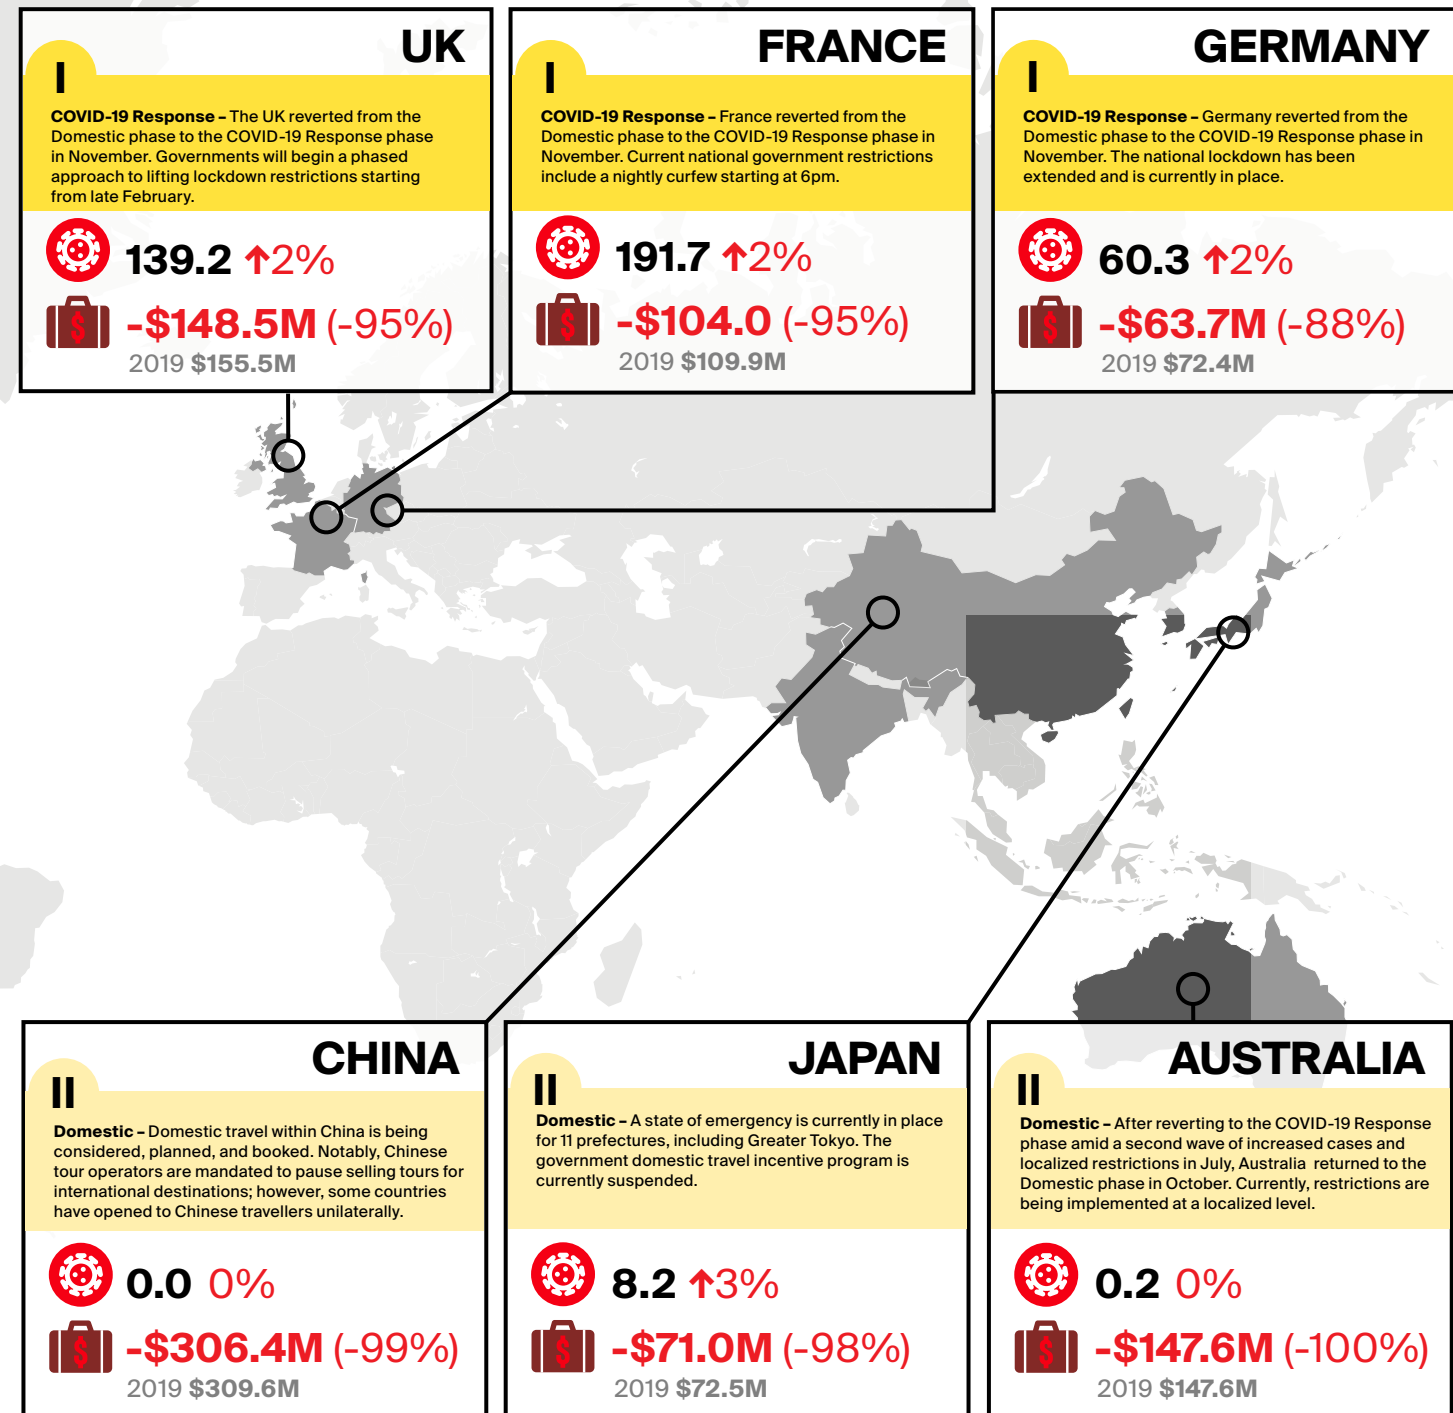 UK
I
COVID-19 Response – The UK reverted from the
Domestic phase to the COVID-19 Response phase
in November. Governments will begin a phased
approach to lifting lockdown restrictions starting
from late February.
139.2 ↑2%
$
-$148.5M (-95%)
2019 $155.5M
FRANCE
I
COVID-19 Response – France reverted from the
Domestic phase to the COVID-19 Response phase in
November. Current national government restrictions
include a nightly curfew starting at 6pm.
191.7 ↑2%
$
-$104.0 (-95%)
2019 $109.9M
GERMANY
I
COVID-19 Response – Germany reverted from the
Domestic phase to the COVID-19 Response phase in
November. The national lockdown has been
extended and is currently in place.
60.3 ↑2%
$
-$63.7M (-88%)
2019 $72.4M
CHINA
II
Domestic – Domestic travel within China is being
considered, planned, and booked. Notably, Chinese
tour operators are mandated to pause selling tours for
international destinations; however, some countries
have opened to Chinese travellers unilaterally.
0.0 0%
$
-$306.4M (-99%)
2019 $309.6M
JAPAN
II
Domestic – A state of emergency is currently in place
for 11 prefectures, including Greater Tokyo. The
government domestic travel incentive program is
currently suspended.
8.2 ↑3%
$
-$71.0M (-98%)
2019 $72.5M
AUSTRALIA
II
Domestic – After reverting to the COVID-19 Response
phase amid a second wave of increased cases and
localized restrictions in July, Australia returned to the
Domestic phase in October. Currently, restrictions are
being implemented at a localized level.
0.2 0%
$
-$147.6M (-100%)
2019 $147.6M